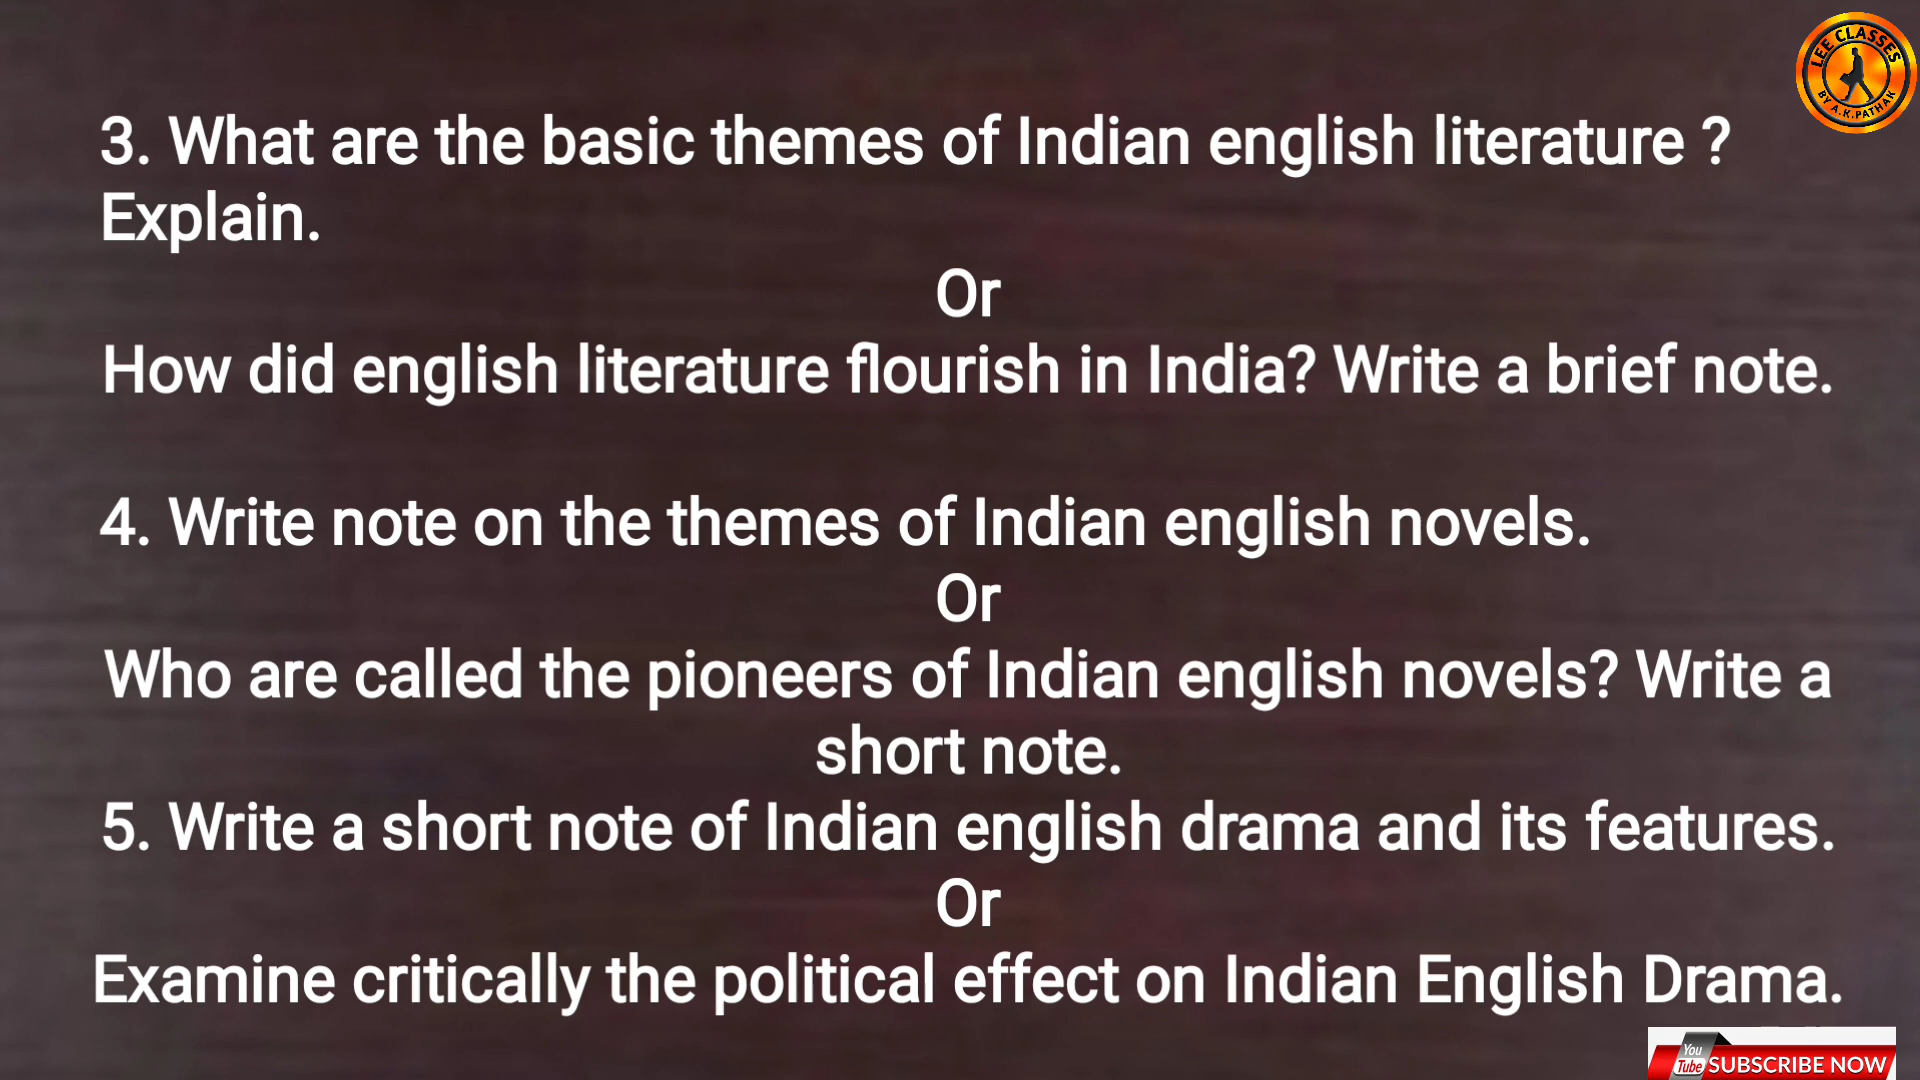 LEE CLASSES
BY A.K.PATHAK
3. What are the basic themes of Indian english literature ?
Explain.
Or
How did english literature flourish in India? Write a brief note.
4. Write note on the themes of Indian english novels.
Or
Who are called the pioneers of Indian english novels? Write a
short note.
5. Write a short note of Indian english drama and its features.
Or
Examine critically the political effect on Indian English Drama.
You
Tube
SUBSCRIBE NOW